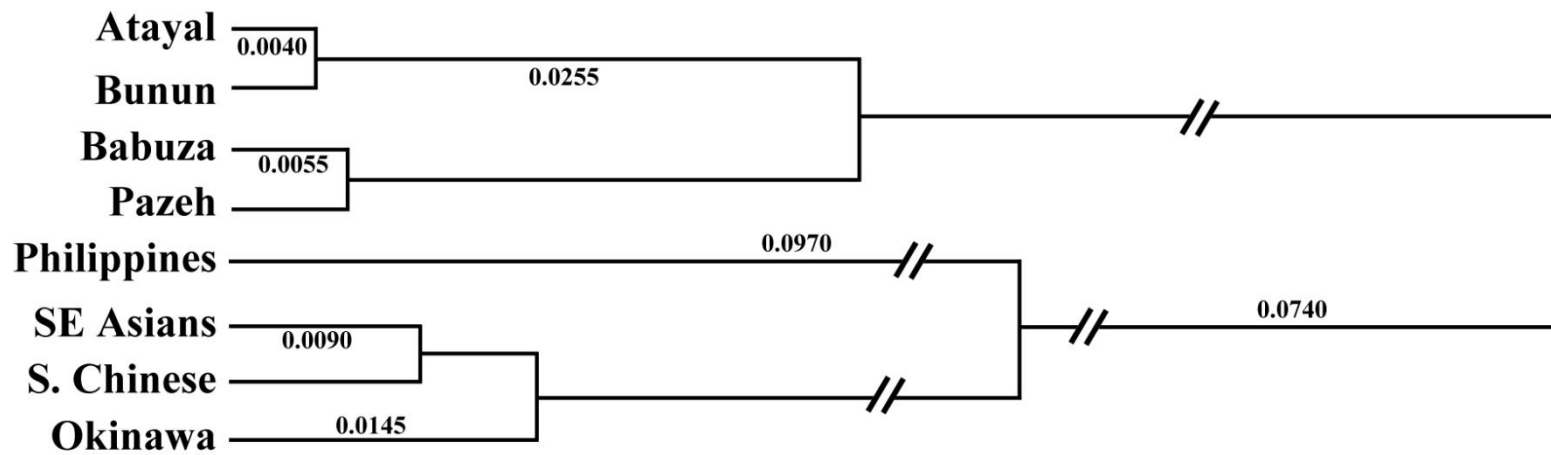 Atayal
0.0040
0.0255
Bunun
Babuza
0.0055
Pazeh
0.0970
Philippines
SE Asians
0.0740
0.0090
S. Chinese
0.0145
Okinawa